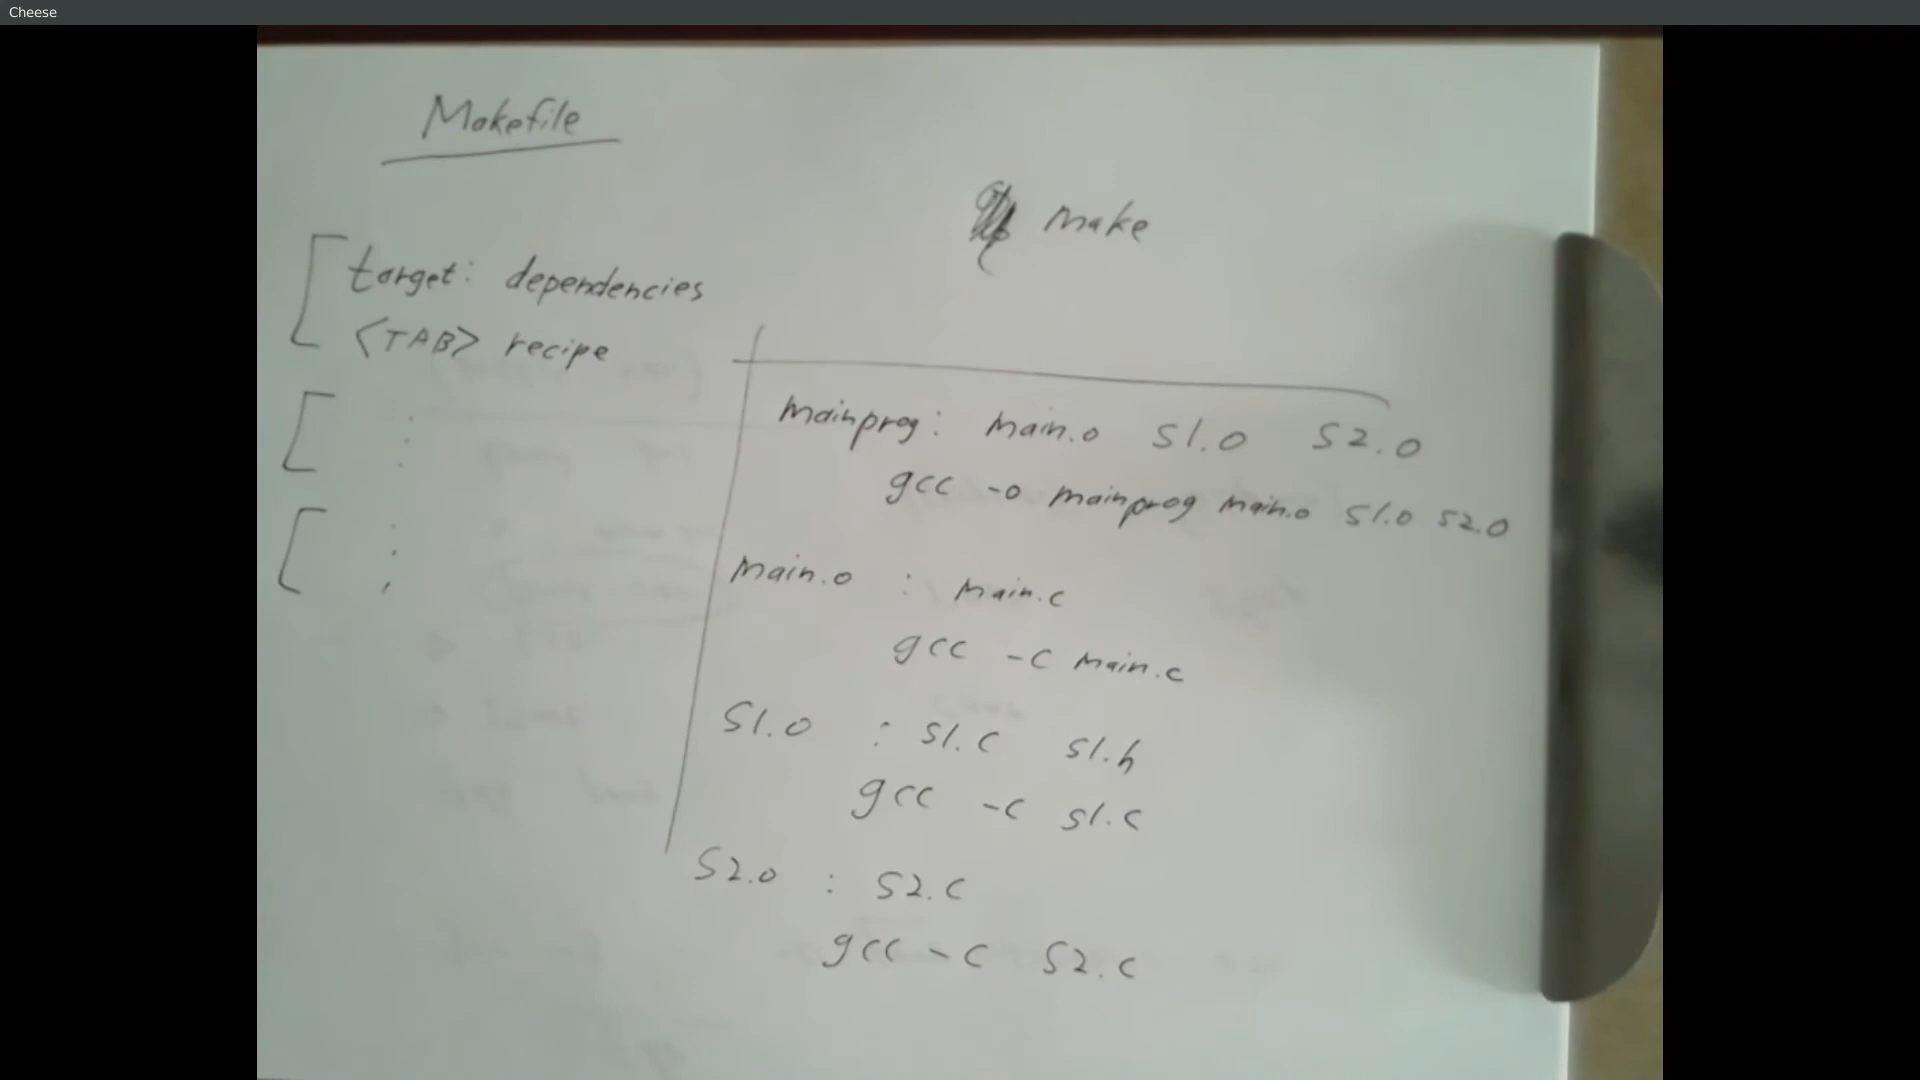 Cheese
Makefile
make
target: dependencies
<TAB> recipe
mainprog: main.o s1.o s2.o
gcc -o mainprog main.o s1.o s2.o
main.o : main.c
gcc -c main.c
s1.o : s1.c s1.h
gcc -c s1.c
s2.o : s2.c
gcc -c s2.c